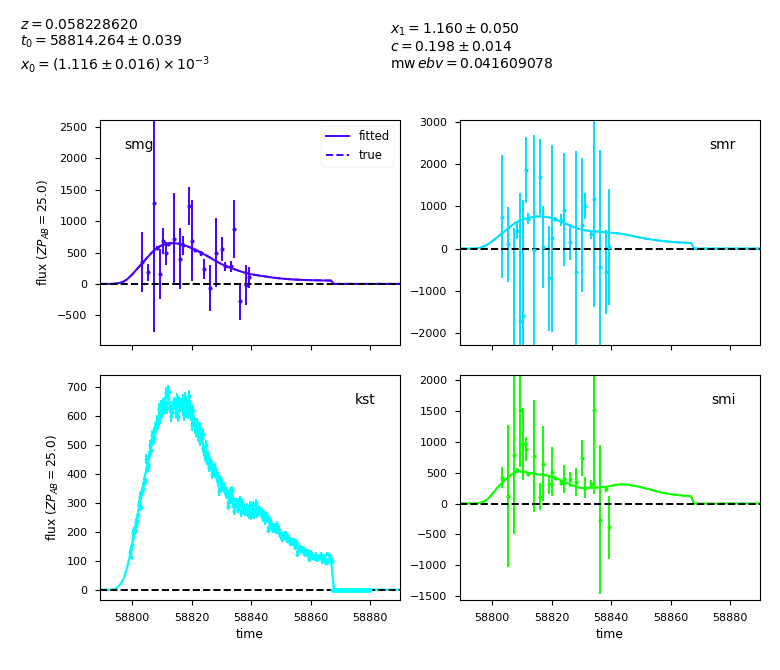 z = 0.058228620
t₀ = 58814.264 ± 0.039
x₀ = (1.116 ± 0.016) × 10⁻³
x₁ = 1.160 ± 0.050
c = 0.198 ± 0.014
mw ebv = 0.041609078
smg
fitted
true
2500
2000
1500
1000
500
0
−500
flux (ZP_AB = 25.0)
smr
3000
2000
1000
0
−1000
−2000
kst
700
600
500
400
300
200
100
0
flux (ZP_AB = 25.0)
58800 58820 58840 58860 58880
time
smi
2000
1500
1000
500
0
−500
−1000
−1500
58800 58820 58840 58860 58880
time